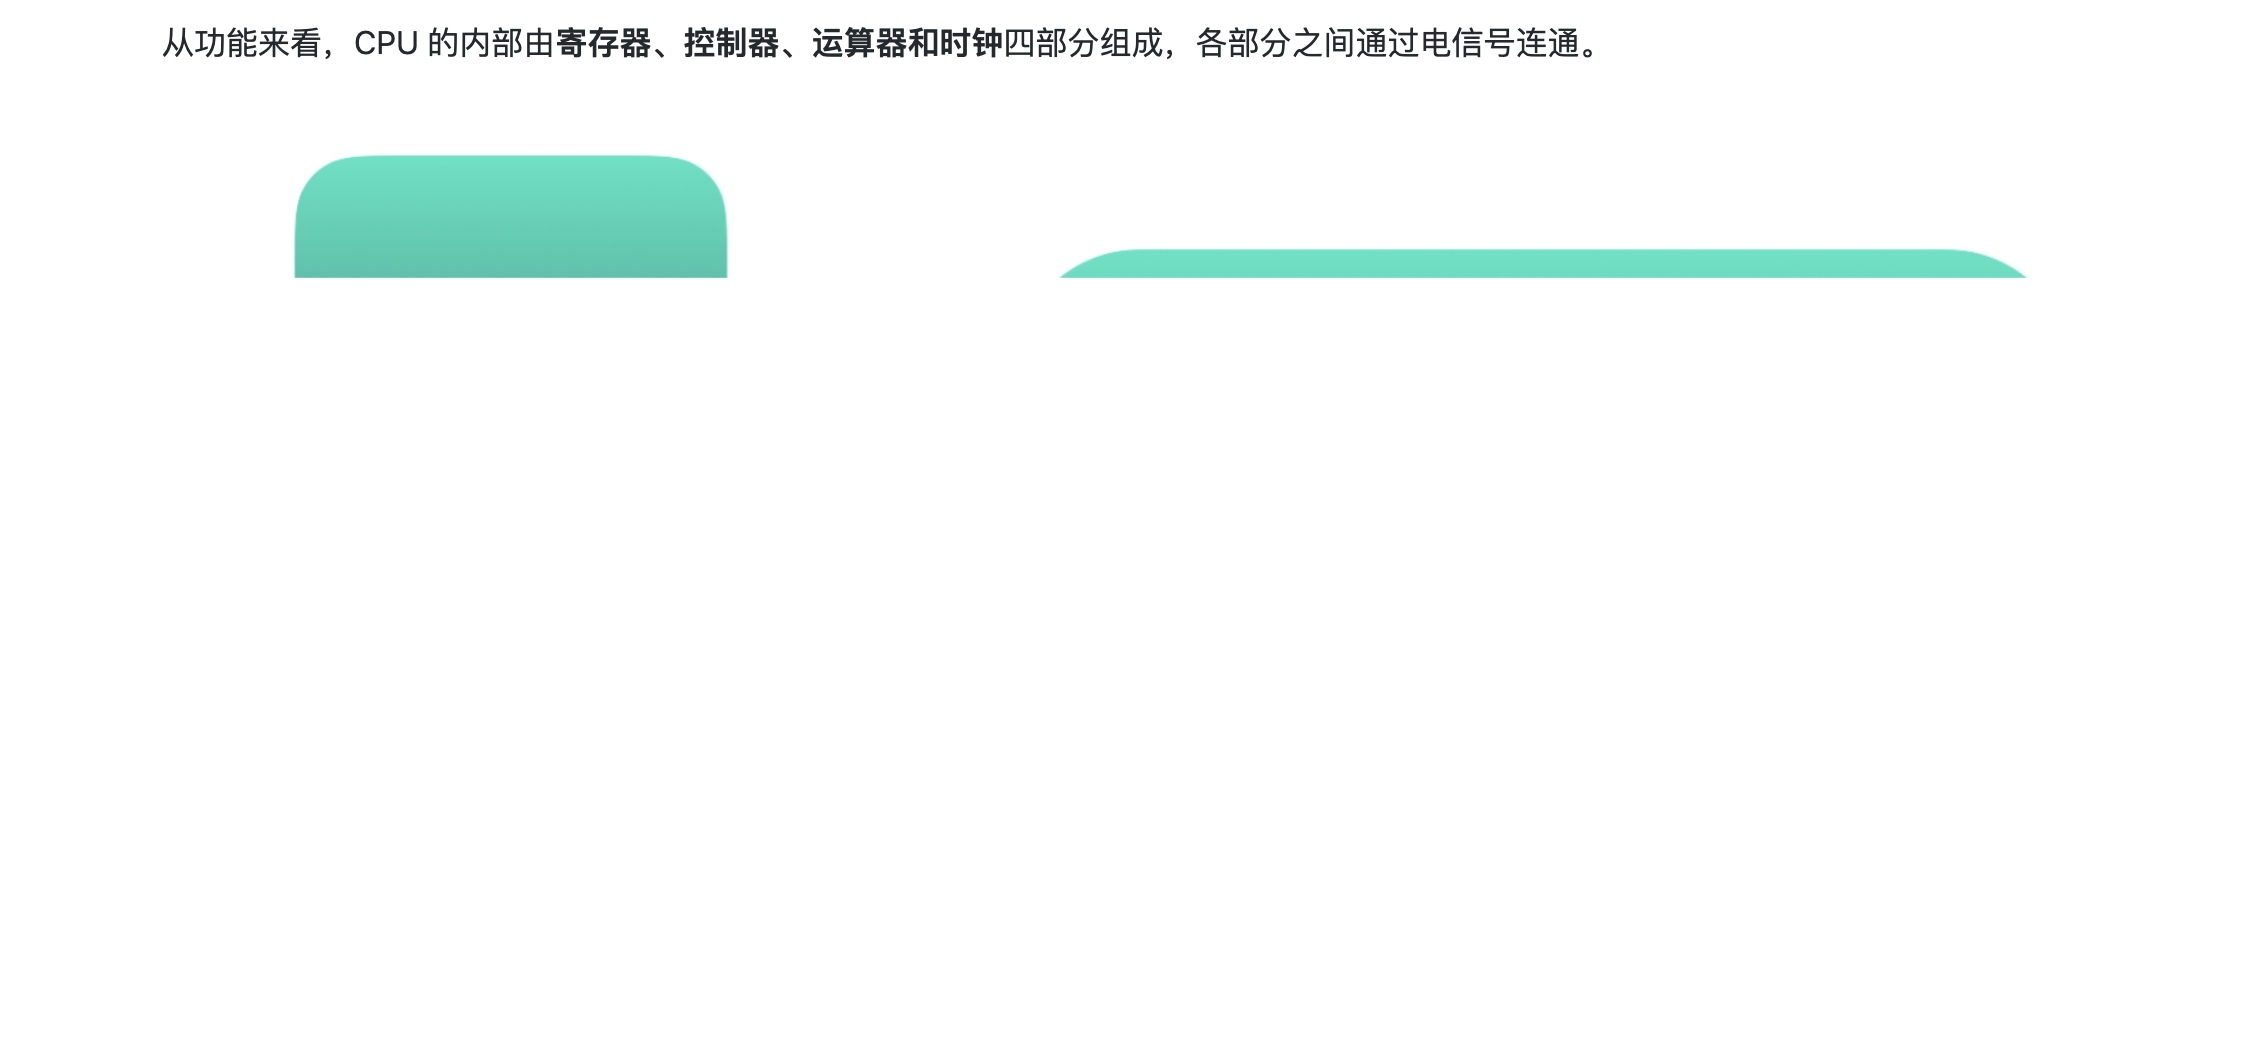 从功能来看，CPU 的内部由寄存器、控制器、运算器和时钟四部分组成，各部分之间通过电信号连通。